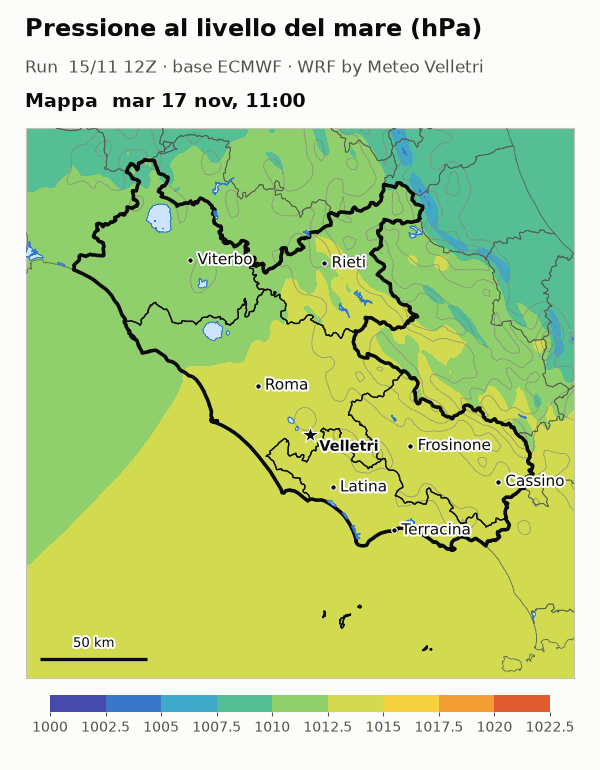 Pressione al livello del mare (hPa)
Run  15/11 12Z · base ECMWF · WRF by Meteo Velletri
Mappa  mar 17 nov, 11:00
Viterbo
Rieti
Roma
Velletri
Frosinone
Cassino
Latina
Terracina
50 km
1000 1002.5 1005 1007.5 1010 1012.5 1015 1017.5 1020 1022.5